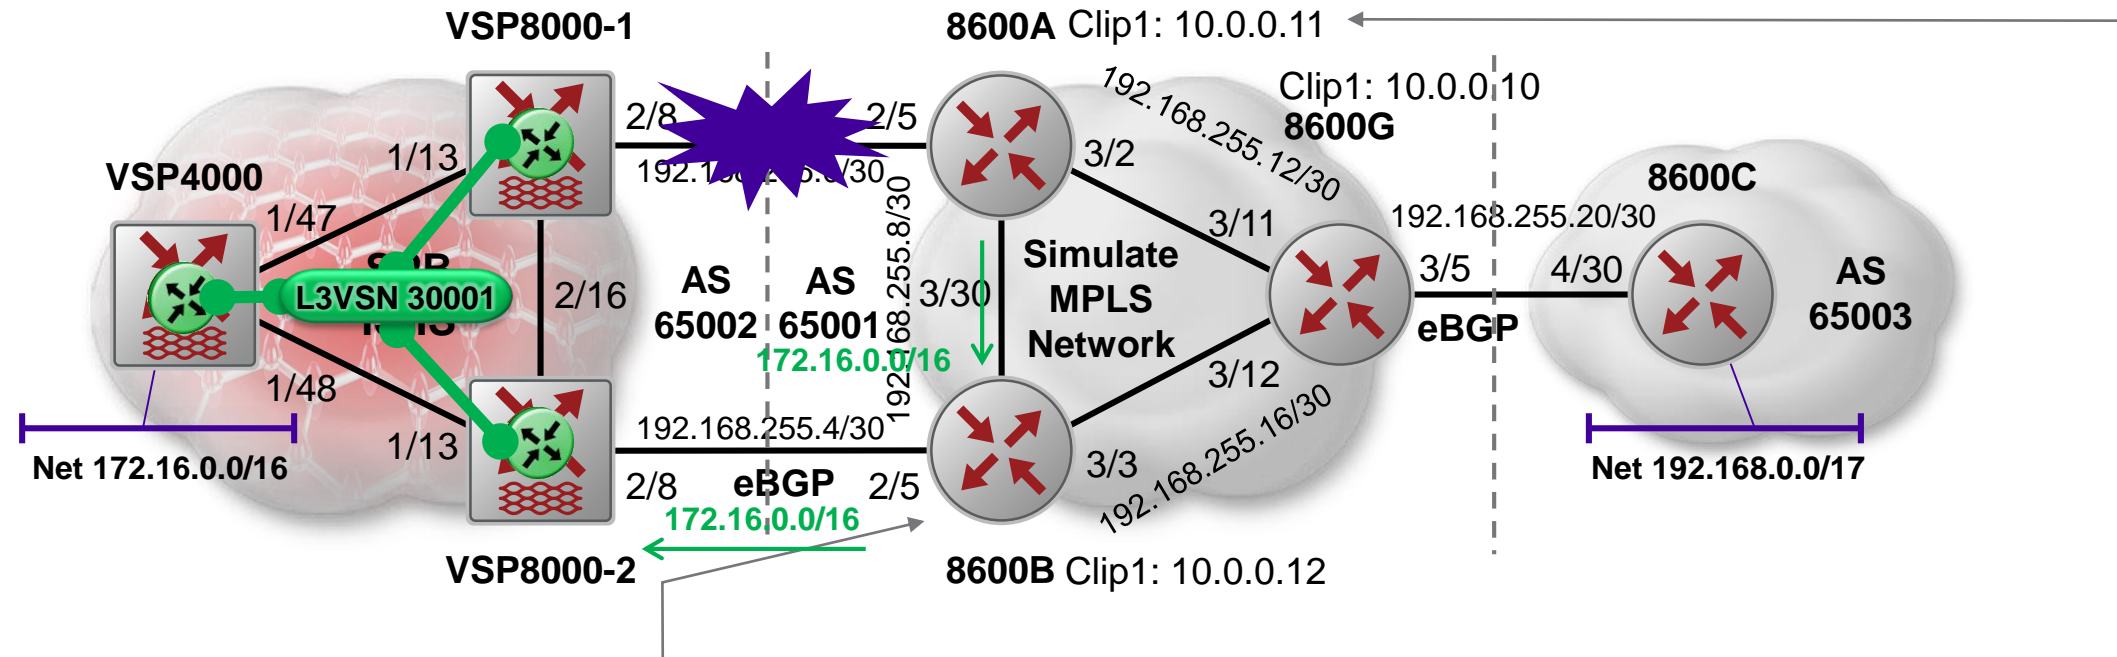 VSP8000-1
8600A Clip1: 10.0.0.11
Clip1: 10.0.0.10
8600G
192.168.255.12/30
2/8
2/5
3/2
1/13
VSP4000
8600C
1/47
3/11
192.168.255.20/30
192.168.255.8/30
Simulate
MPLS
Network
3/5
4/30
AS
65003
L3VSN 30001
2/16
AS
65002
AS
65001
3/30
eBGP
172.16.0.0/16
1/48
3/12
192.168.255.16/30
192.168.255.4/30
1/13
3/3
Net 172.16.0.0/16
Net 192.168.0.0/17
2/8
eBGP
2/5
172.16.0.0/16
VSP8000-2
8600B Clip1: 10.0.0.12